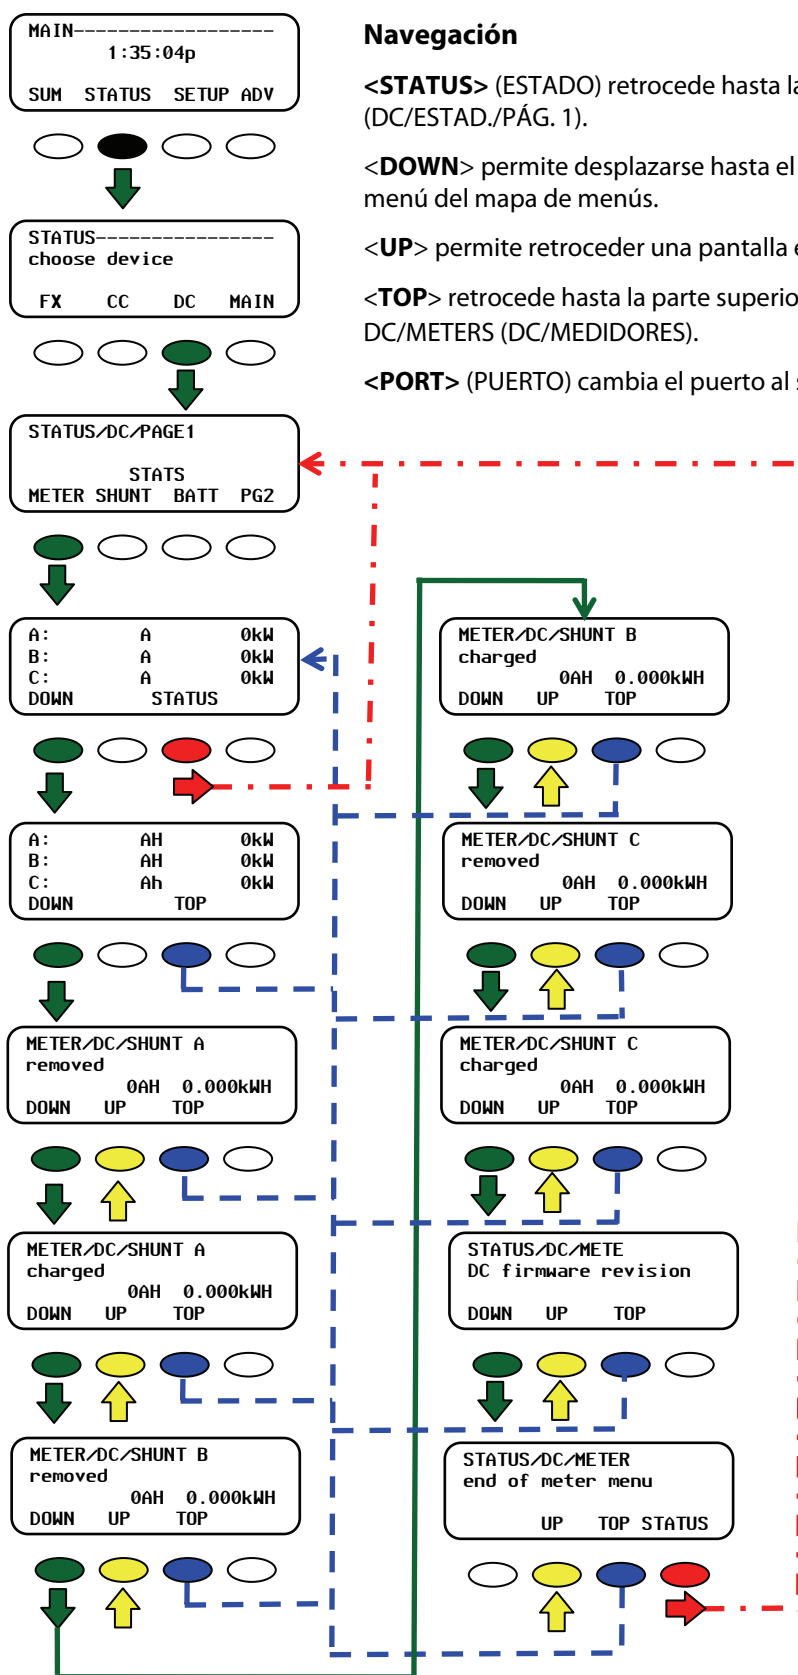 MAIN-------------------
1:35:04p
SUM STATUS SETUP ADV
STATUS-----------------
choose device
FX CC DC MAIN
STATUS/DC/PAGE1
STATS
METER SHUNT BATT PG2
A: A 0kW
B: A 0kW
C: A 0kW
DOWN STATUS
A: AH 0kW
B: AH 0kW
C: Ah 0kW
DOWN TOP
METER/DC/SHUNT A
removed
0AH 0.000kWH
DOWN UP TOP
METER/DC/SHUNT A
charged
0AH 0.000kWH
DOWN UP TOP
METER/DC/SHUNT B
removed
0AH 0.000kWH
DOWN UP TOP
Navegación
<STATUS> (ESTADO) retrocede hasta la
(DC/ESTAD./PÁG. 1).
<DOWN> permite desplazarse hasta el
menú del mapa de menús.
<UP> permite retroceder una pantalla
<TOP> retrocede hasta la parte superio
DC/METERS (DC/MEDIDORES).
<PORT> (PUERTO) cambia el puerto al
METER/DC/SHUNT B
charged
0AH 0.000kWH
DOWN UP TOP
METER/DC/SHUNT C
removed
0AH 0.000kWH
DOWN UP TOP
METER/DC/SHUNT C
charged
0AH 0.000kWH
DOWN UP TOP
STATUS/DC/METE
DC firmware revision
DOWN UP TOP
STATUS/DC/METER
end of meter menu
UP TOP STATUS